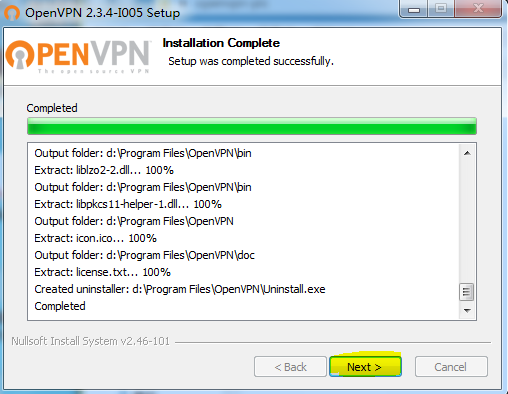 OpenVPN 2.3.4-I005 Setup
OPENVPN
The open source VPN
Installation Complete
Setup was completed successfully.
Completed
Output folder: d:\Program Files\OpenVPN\bin
Extract: liblzo2-2.dll... 100%
Output folder: d:\Program Files\OpenVPN\bin
Extract: libpkcs11-helper-1.dll... 100%
Output folder: d:\Program Files\OpenVPN
Extract: icon.ico... 100%
Output folder: d:\Program Files\OpenVPN\doc
Extract: license.txt... 100%
Created uninstaller: d:\Program Files\OpenVPN\Uninstall.exe
Completed
Nullsoft Install System v2.46-101
< Back
Next >
Cancel